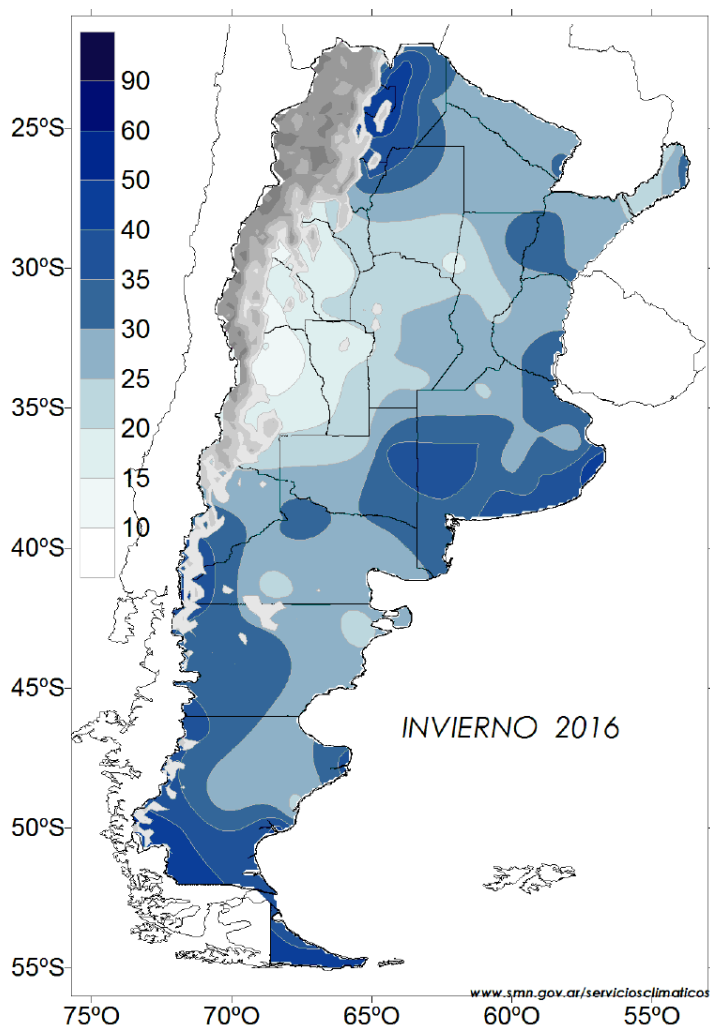 90
60
50
40
35
30
25
20
15
10
25ºS
30ºS
35ºS
40ºS
45ºS
50ºS
55ºS
INVIERNO 2016
www.smn.gov.ar/serviciosclimaticos
75ºO 70ºO 65ºO 60ºO 55ºO